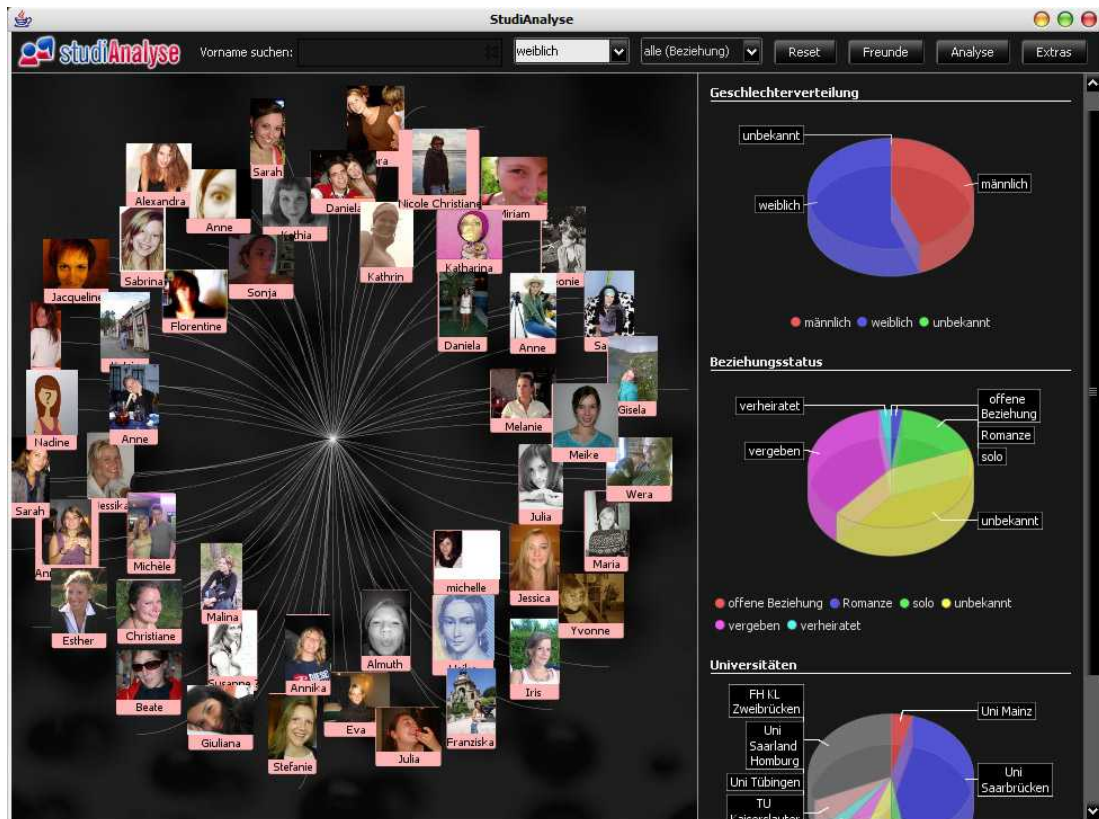 StudiAnalyse
studiAnalyse
Vorname suchen:
weiblich
alle (Beziehung)
Reset
Freunde
Analyse
Extras
Sarah
Alexandra
Anne
Kathia
Daniela
Nicole Christiane
Miriam
Sabrina
Sonja
Kathrin
Katharina
Jacqueline
Florentine
Daniela
Anne
Gisela
Melanie
Nadine
Anne
Meike
Wera
Sarah
Julia
Michèle
Maria
michelle
Jessica
Yvonne
Esther
Christiane
Malina
Almuth
Iris
Annika
Beate
Eva
Giuliana
Julia
Franziska
Stefanie
Geschlechterverteilung
unbekannt
männlich
weiblich
männlich weiblich unbekannt
Beziehungsstatus
verheiratet
offene
Beziehung
Romanze
solo
vergeben
unbekannt
offene Beziehung Romanze solo unbekannt
vergeben verheiratet
Universitäten
FH KL
Zweibrücken
Uni Mainz
Uni
Saarland
Homburg
Uni Tübingen
Uni
Saarbrücken
TU